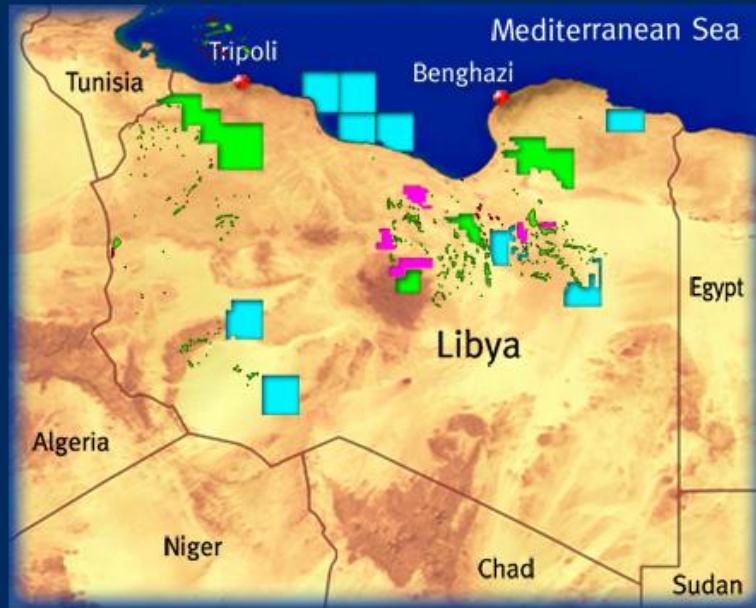 Mediterranean Sea
Tripoli
Benghazi
Tunisia
Egypt
Libya
Algeria
Niger
Chad
Sudan